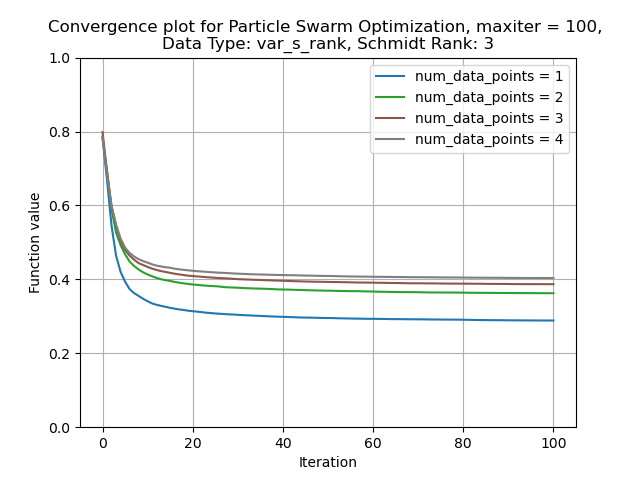 Convergence plot for Particle Swarm Optimization, maxiter = 100,
Data Type: var_s_rank, Schmidt Rank: 3
1.0
0.8
0.6
0.4
0.2
0.0
Function value
num_data_points = 1
num_data_points = 2
num_data_points = 3
num_data_points = 4
0 20 40 60 80 100
Iteration